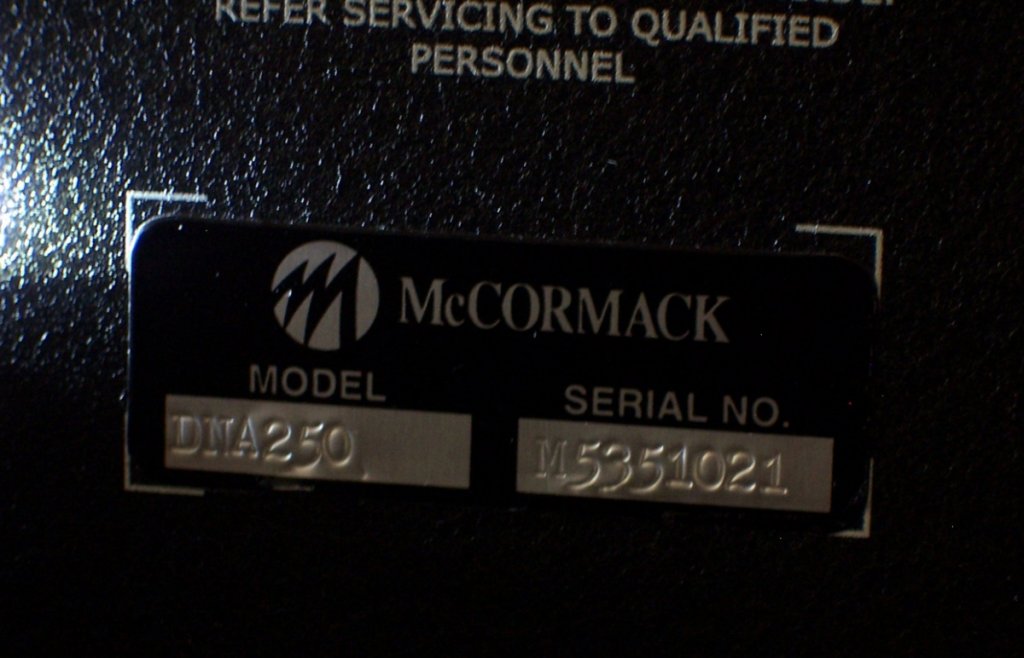 REFER SERVICING TO QUALIFIED
PERSONNEL
McCORMACK
MODEL
DNA250
SERIAL NO.
M5351021